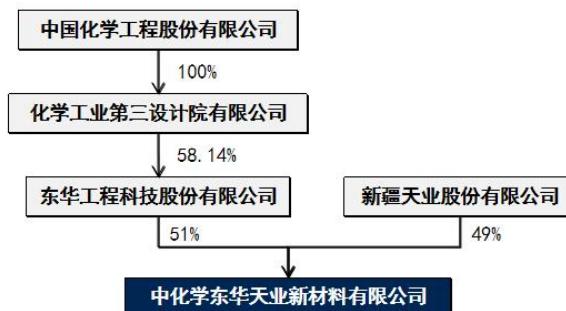 中国化学工程股份有限公司
100%
化学工业第三设计院有限公司
58.14%
东华工程科技股份有限公司
新疆天业股份有限公司
51%
49%
中化学东华天业新材料有限公司